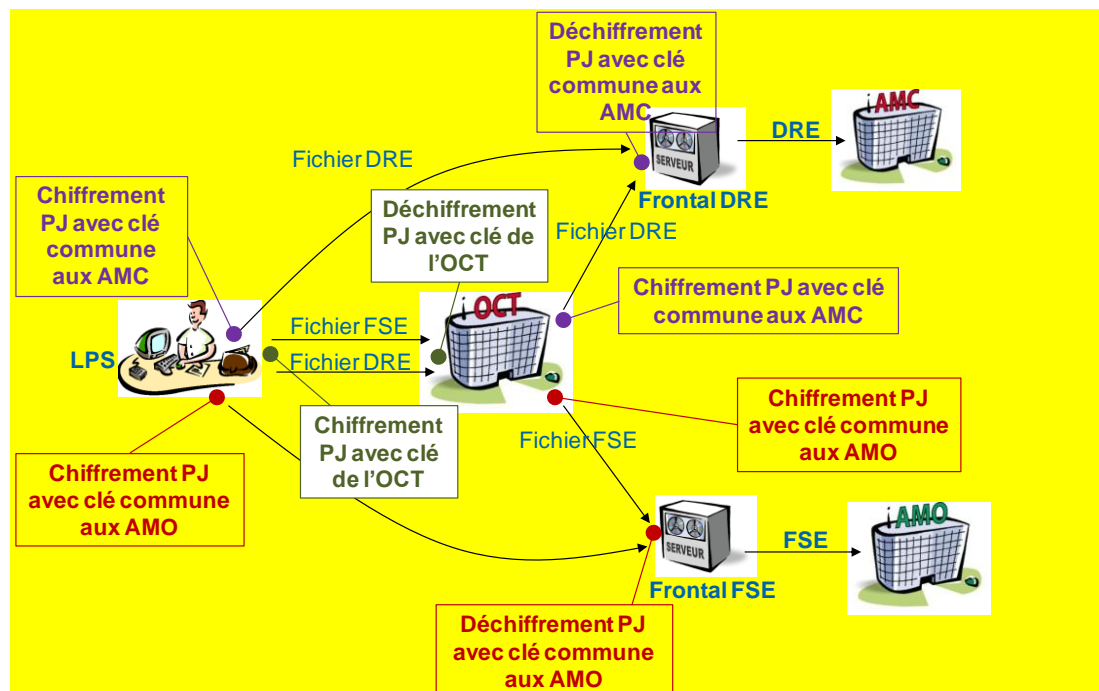 Déchiffrement
PJ avec clé
commune aux
AMC
AMC
DRE
SERVEUR
Fichier DRE
Frontal DRE
Chiffrement
PJ avec clé
commune
aux AMC
Déchiffrement
PJ avec clé de
l'OCT
Fichier DRE
Chiffrement PJ avec clé
commune aux AMC
OCT
Fichier FSE
LPS
Fichier DRE
Chiffrement PJ
avec clé commune
aux AMO
Chiffrement
PJ avec clé
de l'OCT
Fichier FSE
Chiffrement PJ
avec clé commune
aux AMO
AMO
SERVEUR
FSE
Frontal FSE
Déchiffrement PJ
avec clé commune
aux AMO